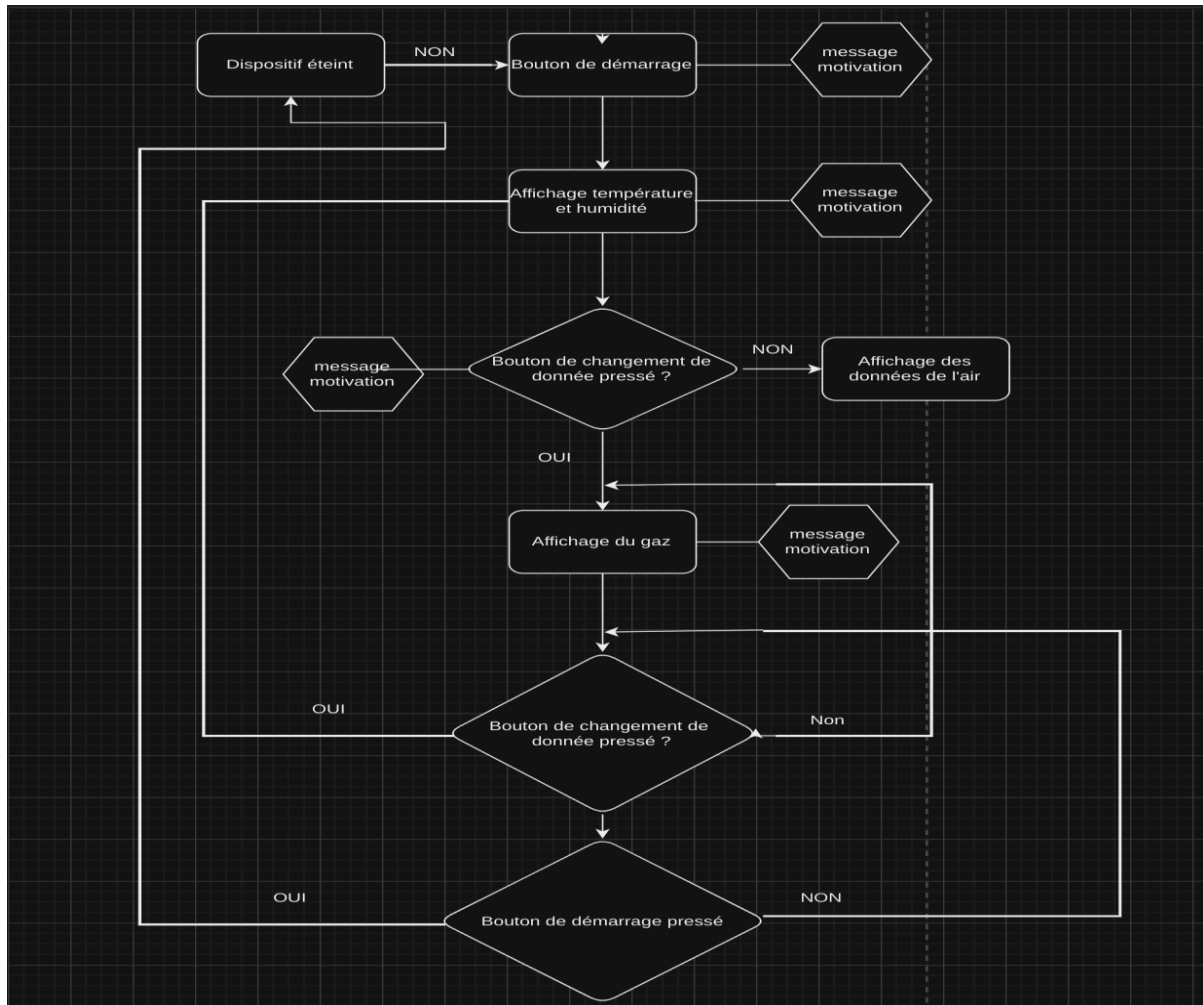 Dispositif éteint
NON
Bouton de démarrage
message
motivation
Affichage température
et humidité
message
motivation
message
motivation
Bouton de changement de
donnée pressé ?
NON
Affichage des
données de l'air
OUI
Affichage du gaz
message
motivation
OUI
Bouton de changement de
donnée pressé ?
Non
OUI
Bouton de démarrage pressé
NON